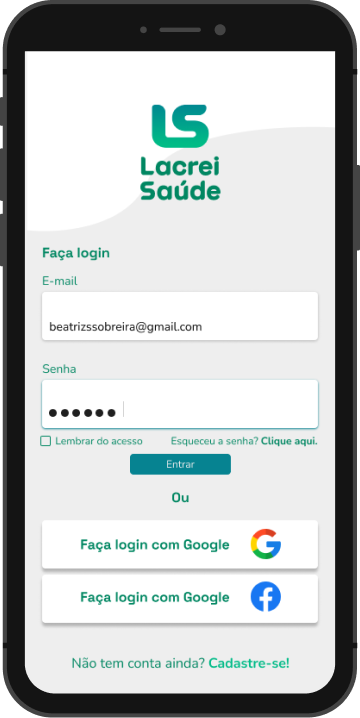 LS
Lacrei
Saúde
Faça login
E-mail
beatrizssobreira@gmail.com
Senha
●●●●●●
Lembrar do acesso Esqueceu a senha? Clique aqui.
Entrar
Ou
Faça login com Google
Faça login com Google
Não tem conta ainda? Cadastre-se!